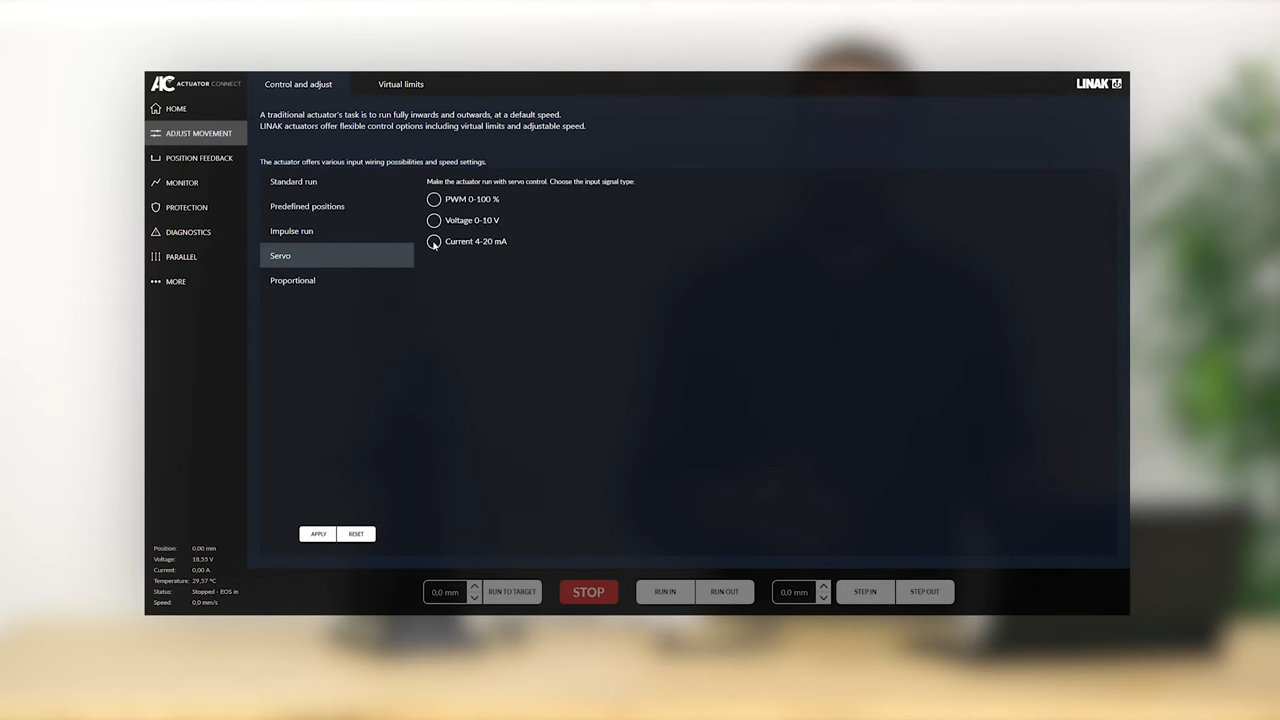 AC ACTUATOR CONNECT
Control and adjust
Virtual limits
LINAK
HOME
ADJUST MOVEMENT
POSITION FEEDBACK
MONITOR
PROTECTION
DIAGNOSTICS
PARALLEL
MORE
A traditional actuator's task is to run fully inwards and outwards, at a default speed.
LINAK actuators offer flexible control options including virtual limits and adjustable speed.
The actuator offers various input wiring possibilities and speed settings.
Standard run
Predefined positions
Impulse run
Servo
Proportional
Make the actuator run with servo control. Choose the input signal type:
PWM 0-100 %
Voltage 0-10 V
Current 4-20 mA
APPLY
RESET
Position: 0,00 mm
Voltage: 18,55 V
Current: 0,00 A
Temperature: 29,57 °C
Status: Stopped - EOS in
Speed: 0,0 mm/s
0,0 mm
RUN TO TARGET
STOP
RUN IN
RUN OUT
0,0 mm
STEP IN
STEP OUT